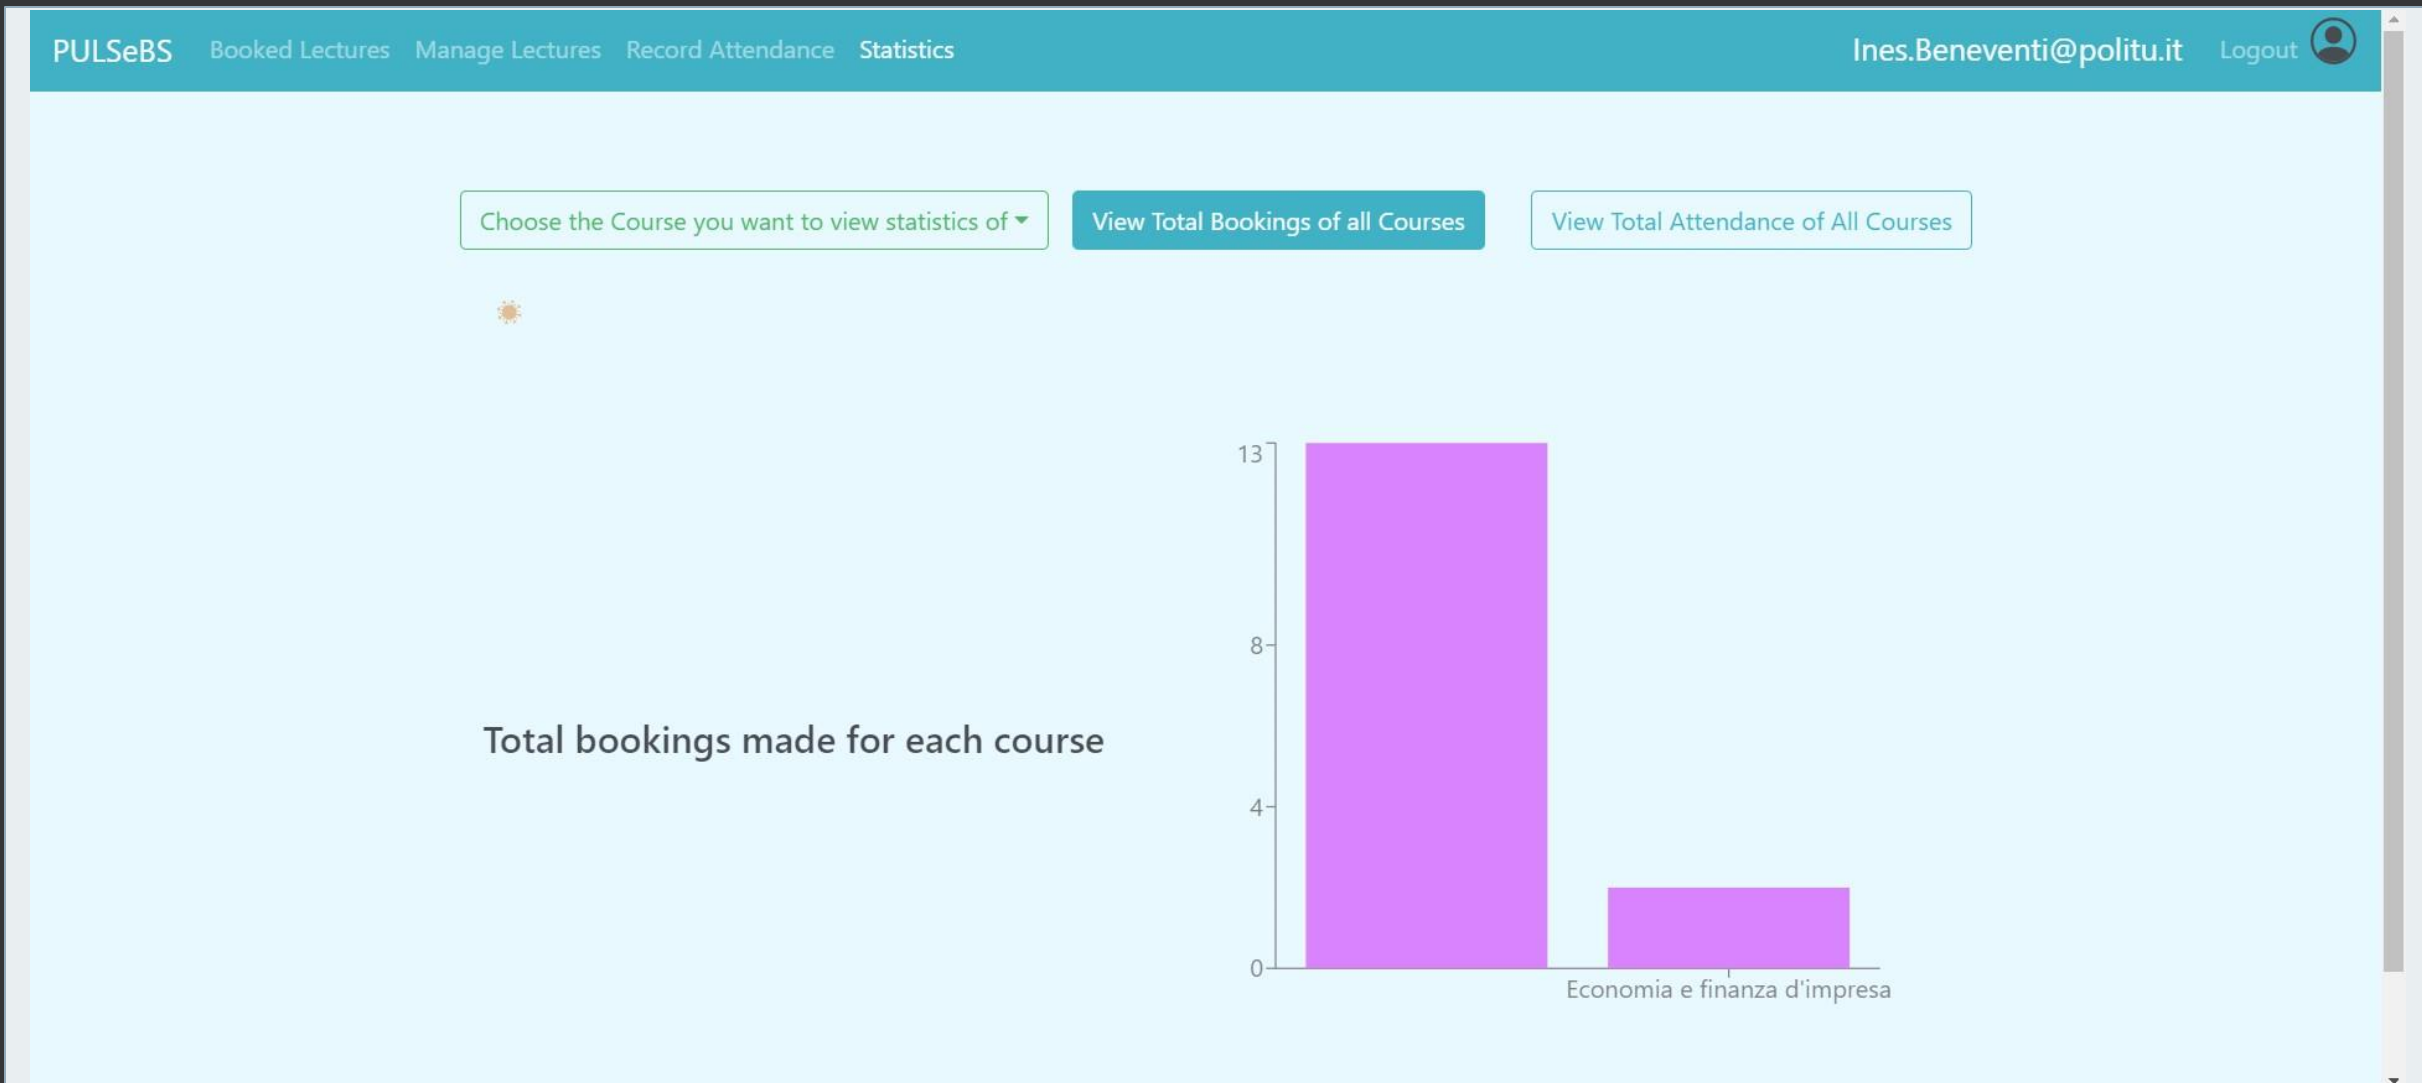 PULSeBS Booked Lectures Manage Lectures Record Attendance Statistics Ines.Beneventi@politu.it Logout
Choose the Course you want to view statistics of View Total Bookings of all Courses View Total Attendance of All Courses
Total bookings made for each course
13
8
4
0
Economia e finanza d'impresa